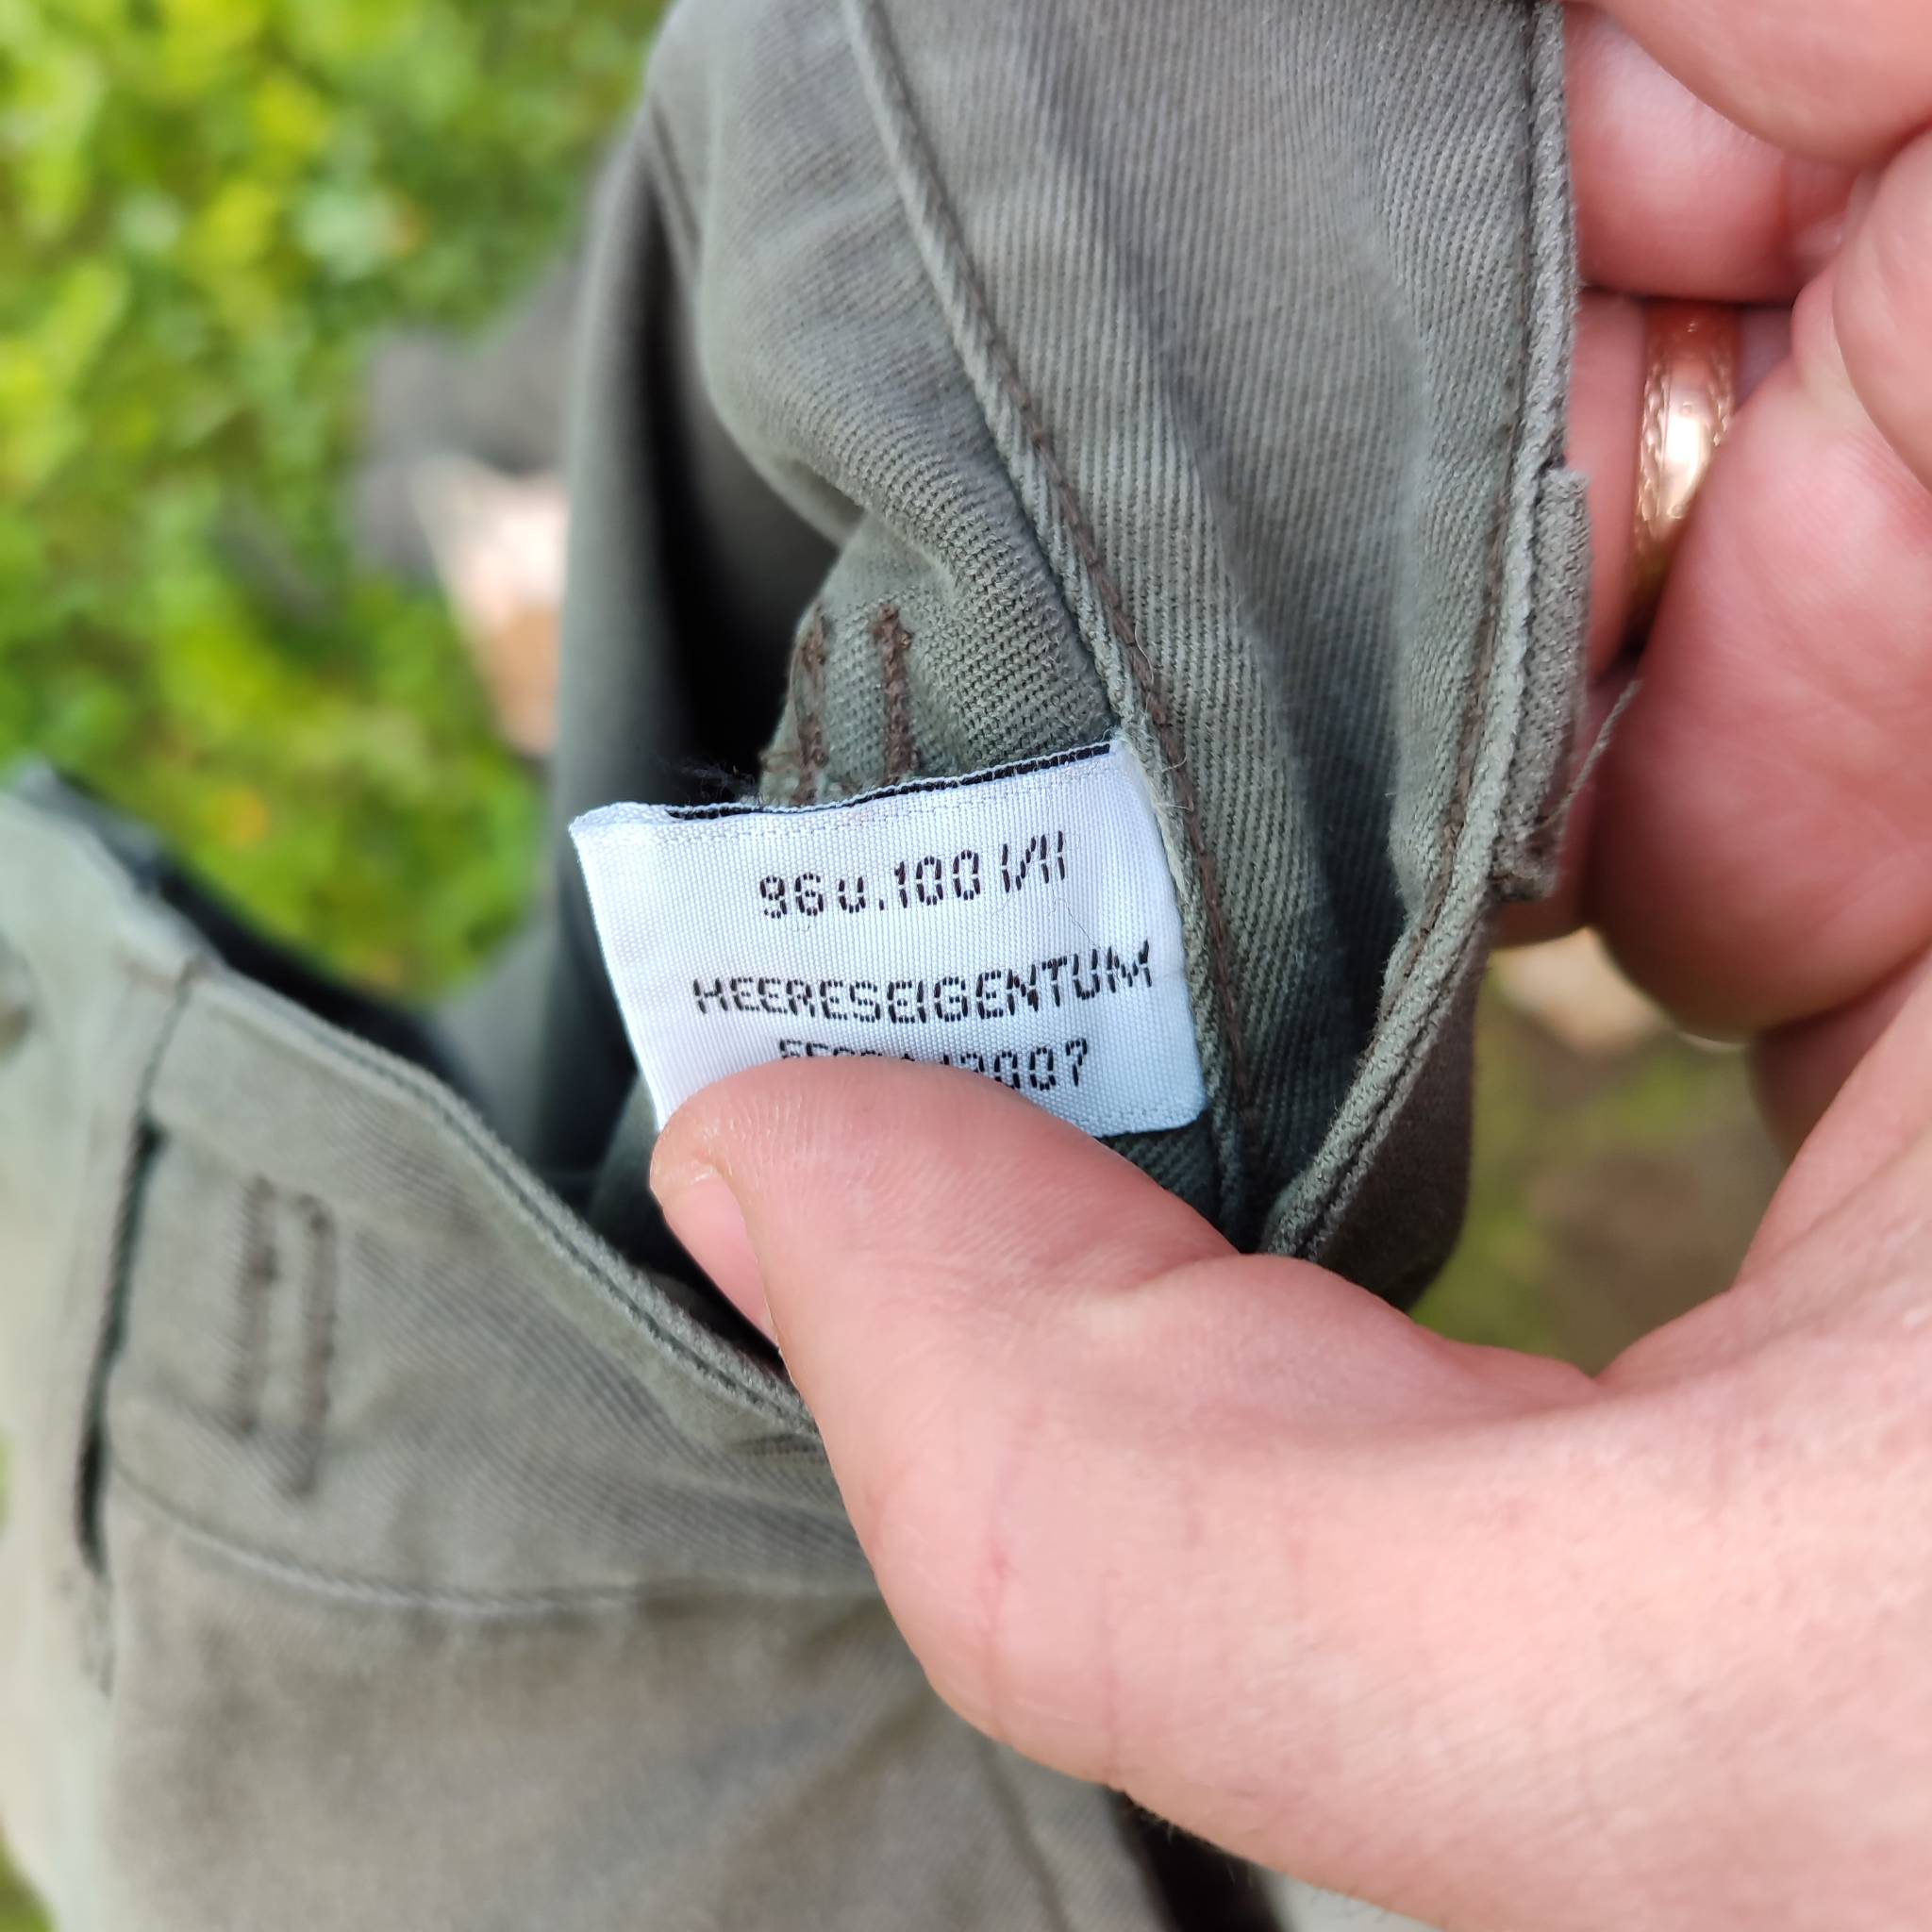 96 u. 100 I/II
HEERESEIGENTUM